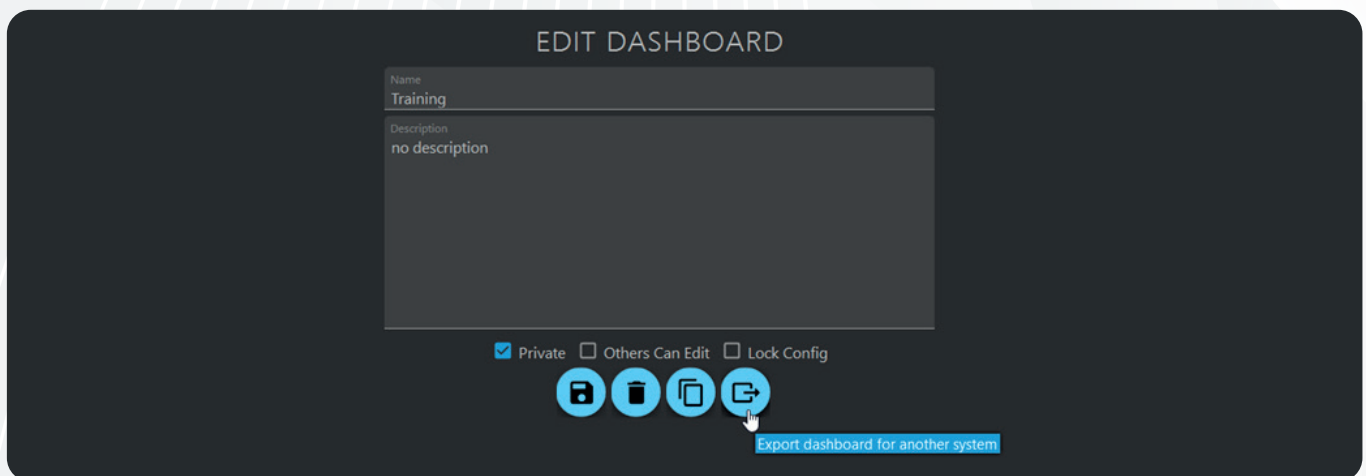 EDIT DASHBOARD
Name
Training
Description
no description
Private Others Can Edit Lock Config
Export dashboard for another system